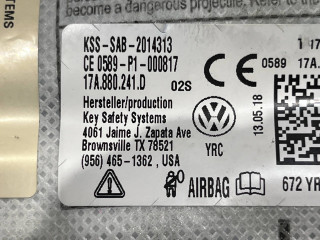 become a dangerous projectile. Refer to
KSS-SAB-2014313
CE 0589-P1-000817
17A.880.241.D 02S
Hersteller/production
Key Safety Systems
4061 Jaime J. Zapata Ave
Brownsville TX 78521
(956) 465-1362 , USA
YRC
CE
0589 17A.
13.05.18
AIRBAG
672 YR